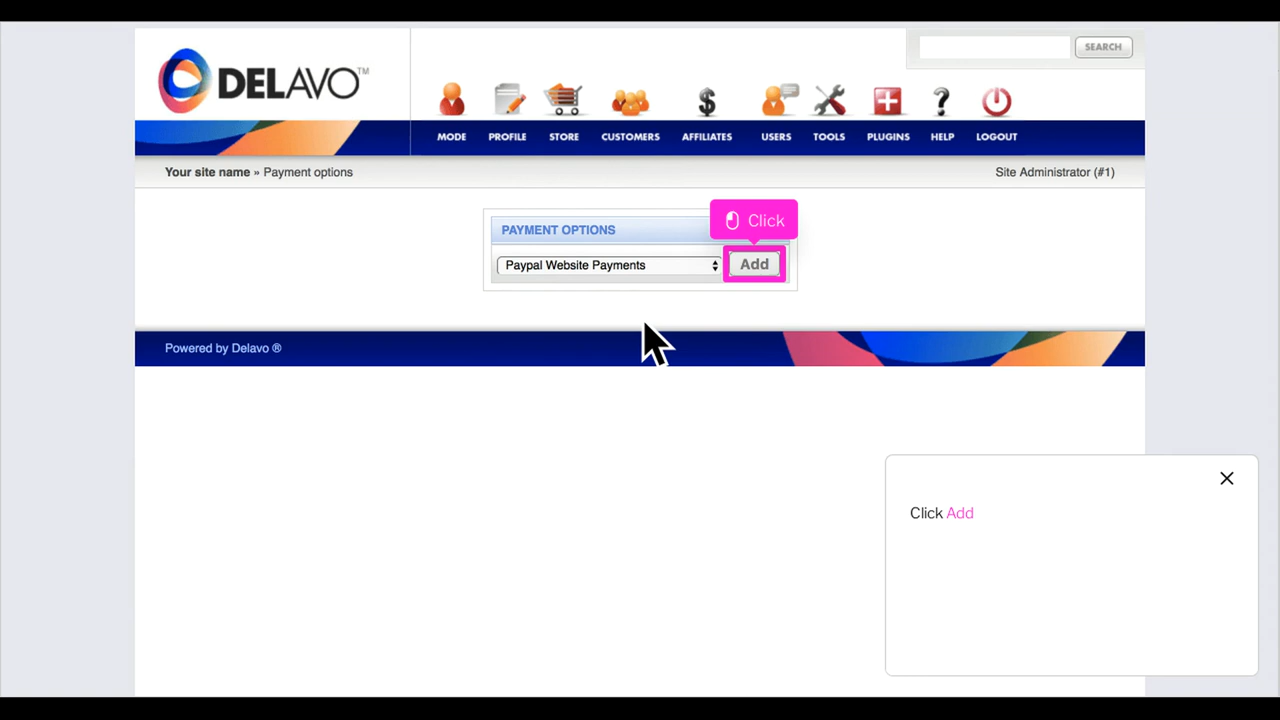 SEARCH
DELAVO™
MODE PROFILE STORE CUSTOMERS AFFILIATES USERS TOOLS PLUGINS HELP LOGOUT
Your site name » Payment options
Site Administrator (#1)
Click
PAYMENT OPTIONS
Paypal Website Payments
Add
Powered by Delavo ®
Click Add